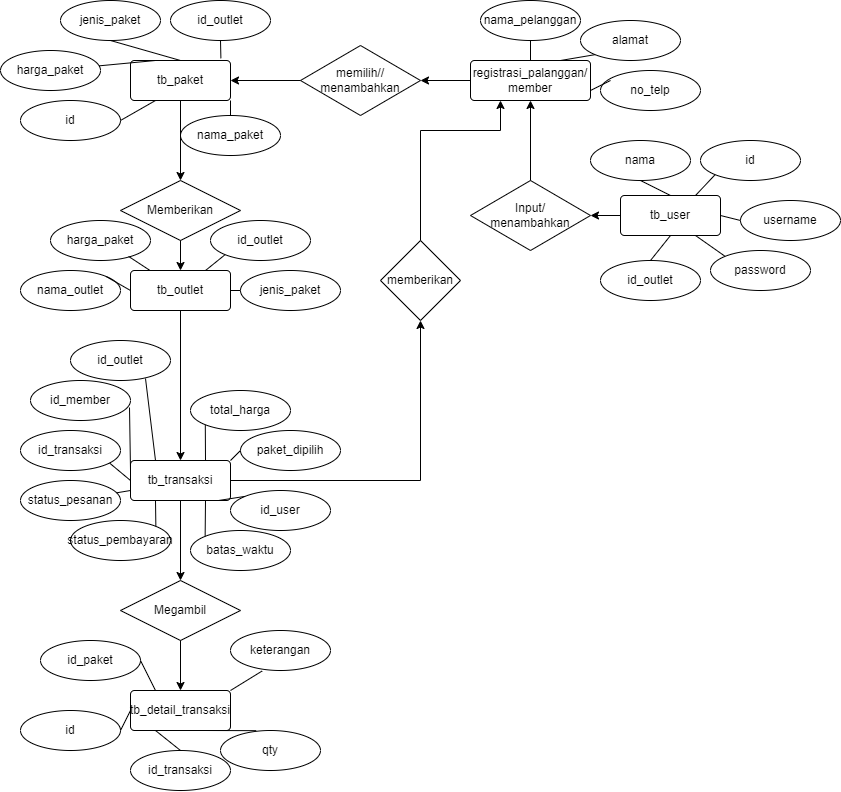 jenis_paket
id_outlet
nama_pelanggan
alamat
harga_paket
tb_paket
memilih//
menambahkan
registrasi_palanggan/
member
no_telp
id
nama_paket
nama
id
Memberikan
Input/
menambahkan
tb_user
username
harga_paket
id_outlet
id_outlet
password
nama_outlet
tb_outlet
jenis_paket
memberikan
id_outlet
id_member
total_harga
id_transaksi
paket_dipilih
tb_transaksi
status_pesanan
id_user
status_pembayaran
batas_waktu
Megambil
id_paket
keterangan
tb_detail_transaksi
id
qty
id_transaksi